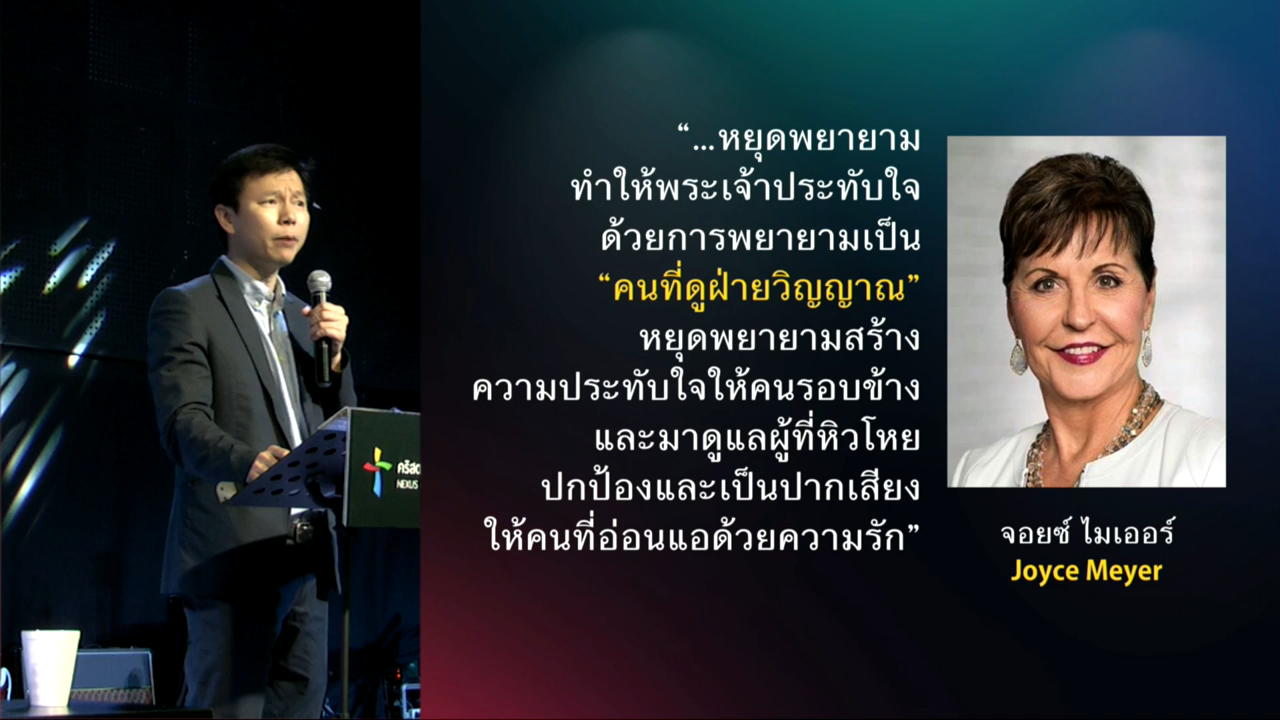 “...หยุดพยายาม
ทำให้พระเจ้าประทับใจ
ด้วยการพยายามเป็น
“คนที่ดูฝ่ายวิญญาณ”
หยุดพยายามสร้าง
ความประทับใจให้คนรอบข้าง
และมาดูแลผู้ที่หิวโหย
ปกป้องและเป็นปากเสียง
ให้คนที่อ่อนแอด้วยความรัก”
จอยซ์ ไมเออร์
Joyce Meyer
NEXUS